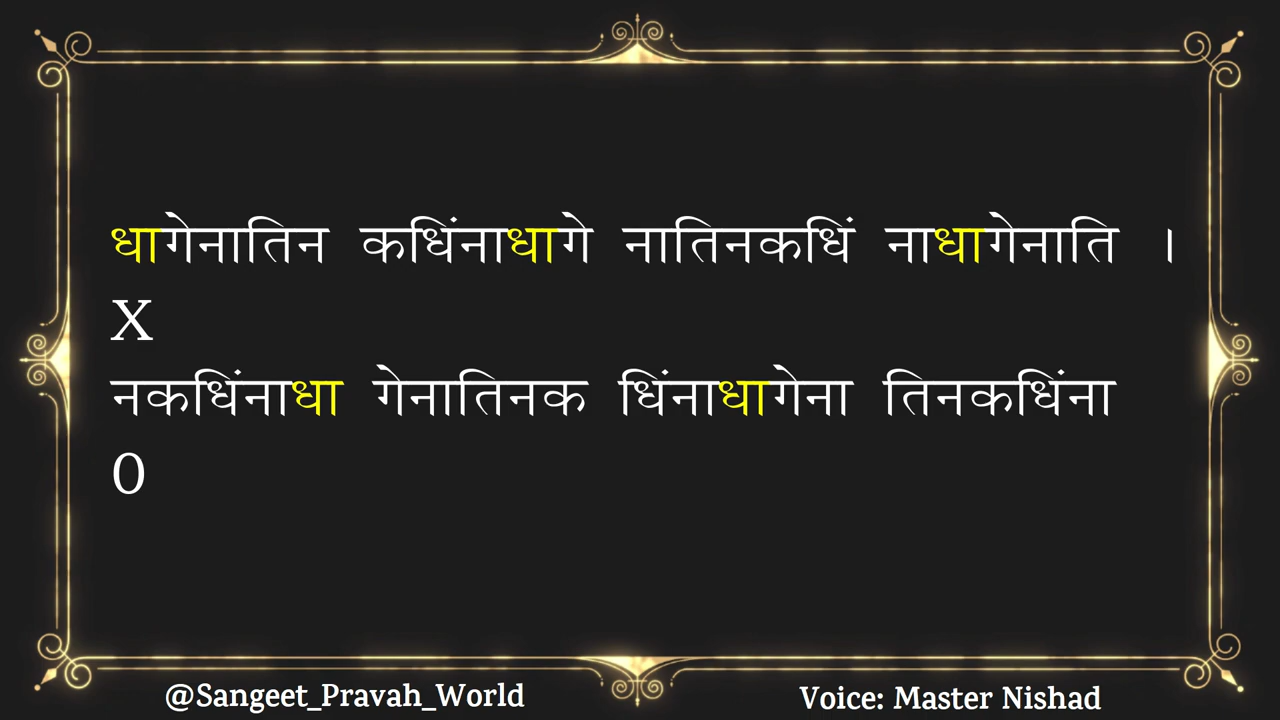 धागेनातिन कधिंनाधागे नातिनकधिं नाधागेनाति ।
X
नकधिंनाधा गेनातिनक धिंनाधागेना तिनकधिंना
0
@Sangeet_Pravah_World
Voice: Master Nishad